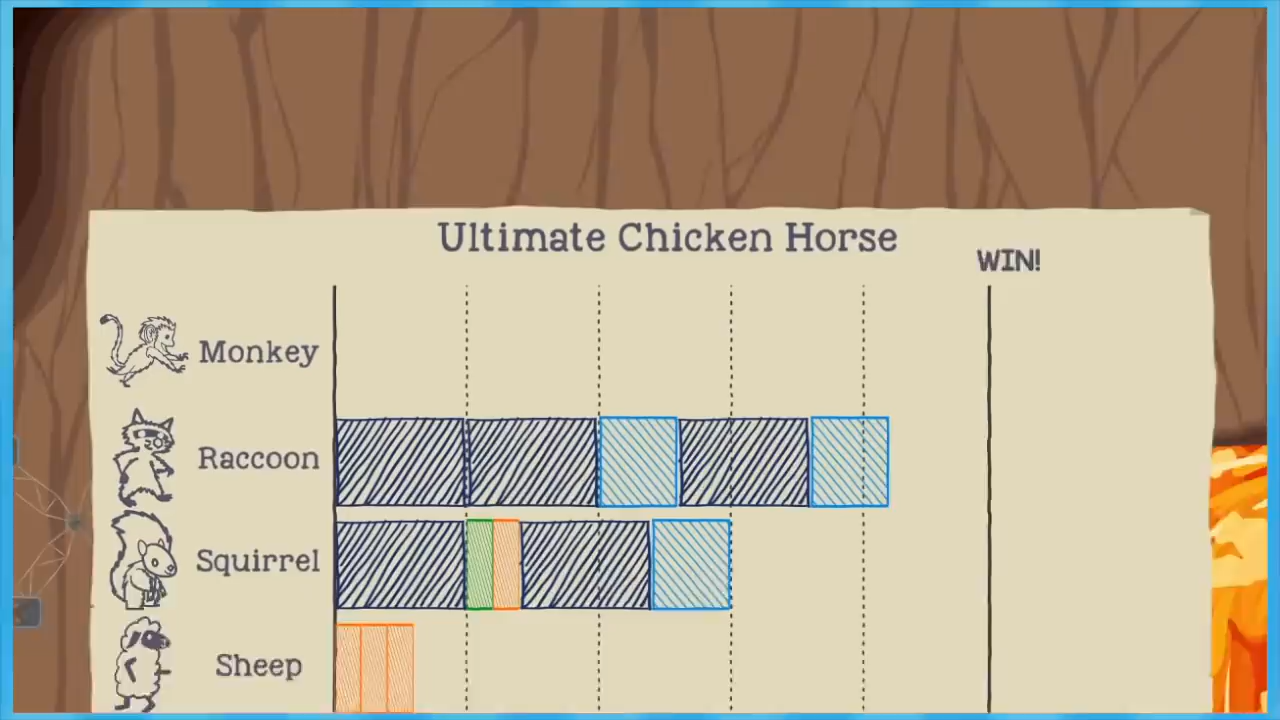 Ultimate Chicken Horse
WIN!
Monkey
Raccoon
Squirrel
Sheep